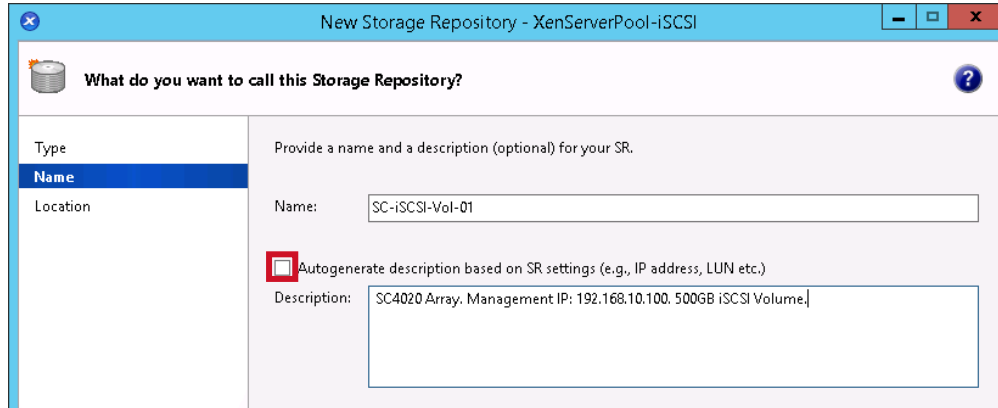 New Storage Repository - XenServerPool-iSCSI
What do you want to call this Storage Repository?
Type
Name
Location
Provide a name and a description (optional) for your SR.
Name: SC-iSCSI-Vol-01
Autogenerate description based on SR settings (e.g., IP address, LUN etc.)
Description: SC4020 Array. Management IP: 192.168.10.100. 500GB iSCSI Volume.